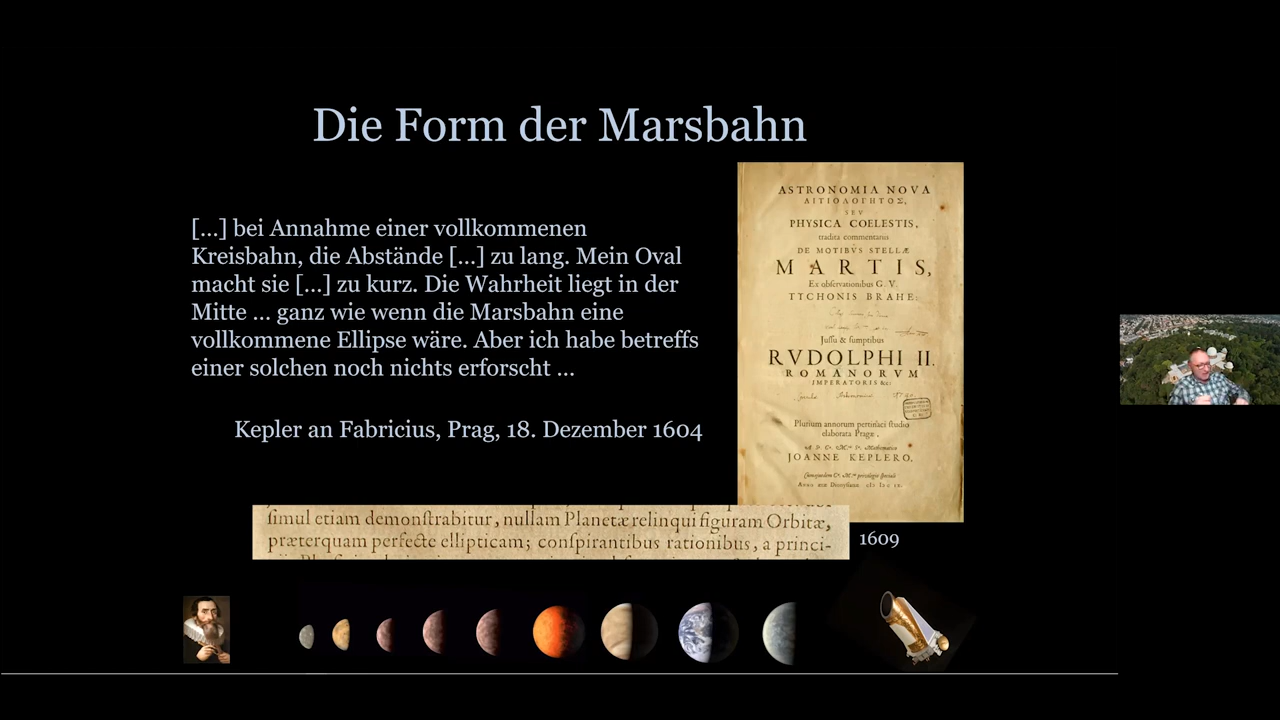 Die Form der Marsbahn
[...] bei Annahme einer vollkommenen
Kreisbahn, die Abstände [...] zu lang. Mein Oval
macht sie [...] zu kurz. Die Wahrheit liegt in der
Mitte ... ganz wie wenn die Marsbahn eine
vollkommene Ellipse wäre. Aber ich habe betreffs
einer solchen noch nichts erforscht ...
Kepler an Fabricius, Prag, 18. Dezember 1604
ASTRONOMIA NOVA
ΑΙΤΙΟΛΟΓΗΤΟΣ,
SEV
PHYSICA COELESTIS,
tradita commentariis
DE MOTIBVS STELLÆ
MARTIS,
Ex obſervationibus G. V.
TYCHONIS BRAHE:
Juſſu & ſumptibus
RVDOLPHI II.
ROMANORVM
IMPERATORIS &c:
Plurium annorum pertinaci ſtudio
elaborata Pragæ,
JOANNE KEPLERO,
ſimul etiam demonſtrabitur, nullam Planetæ relinqui figuram Orbitæ,
præterquam perfecte ellipticam; conſpirantibus rationibus, a princi-
1609